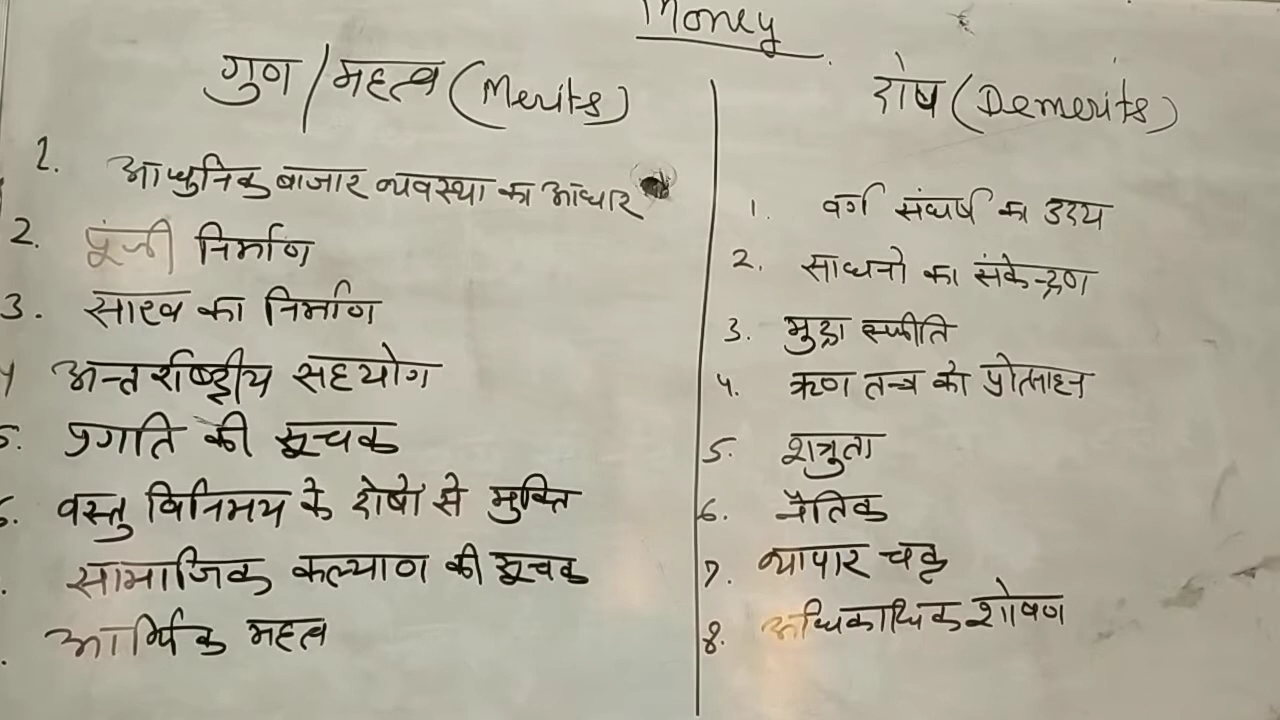 Money
गुण/महत्व (Merits)
1. आधुनिक बाजार व्यवस्था का आधार
2. पूंजी निर्माण
3. साख का निर्माण
4 अन्तर्राष्ट्रीय सहयोग
5. प्रगति की सूचक
6. वस्तु विनिमय के दोषों से मुक्ति
. सामाजिक कल्याण की सूचक
. आर्थिक महत्व
दोष (Demerits)
1. वर्ग संघर्ष का उदय
2. साधनो का संकेन्द्रण
3. मुद्रा स्फीति
4. ऋण तन्त्र को प्रोत्साहन
5. शत्रुता
6. नैतिक
7. व्यापार चक्र
8. अधिकाधिक शोषण